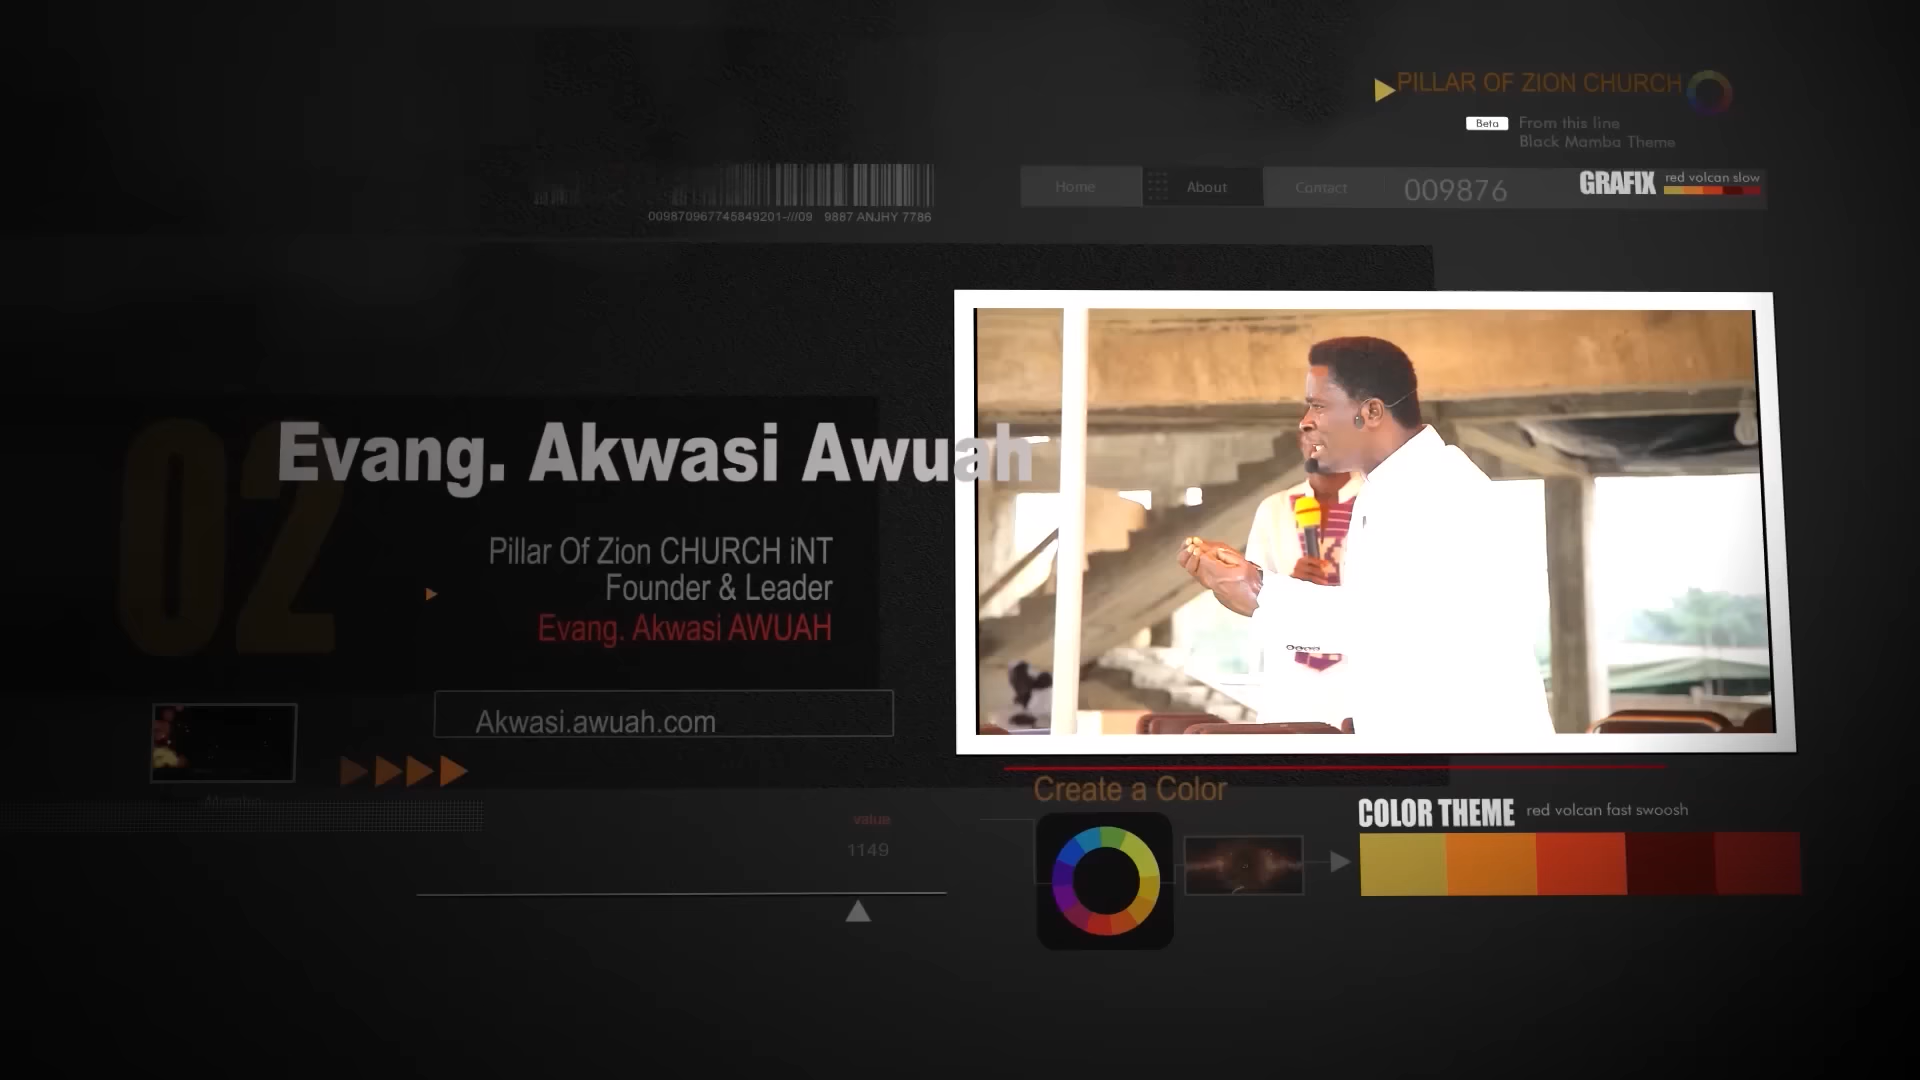 PILLAR OF ZION CHURCH
Beta
From this line
Black Mamba Theme
Home
About
Contact
009876
GRAFIX
red volcan slow
009870967745849201-///09 9887 ANJHY 7786
02
Evang. Akwasi Awuah
Pillar Of Zion CHURCH iNT
Founder & Leader
Evang. Akwasi AWUAH
Akwasi.awuah.com
Create a Color
COLOR THEME
red volcan fast swoosh
value
1149